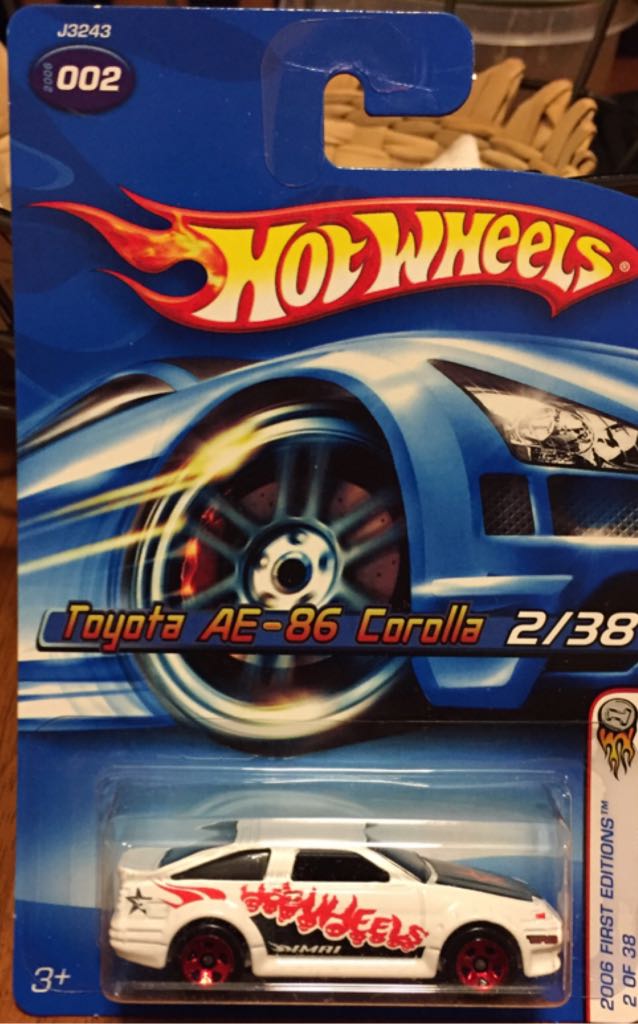 J3243
2006
002
HOT WHEELS®
Toyota AE-86 Corolla 2/38
HOT WHEELS
DIMRI
3+
2006 FIRST EDITIONS™
2 OF 38